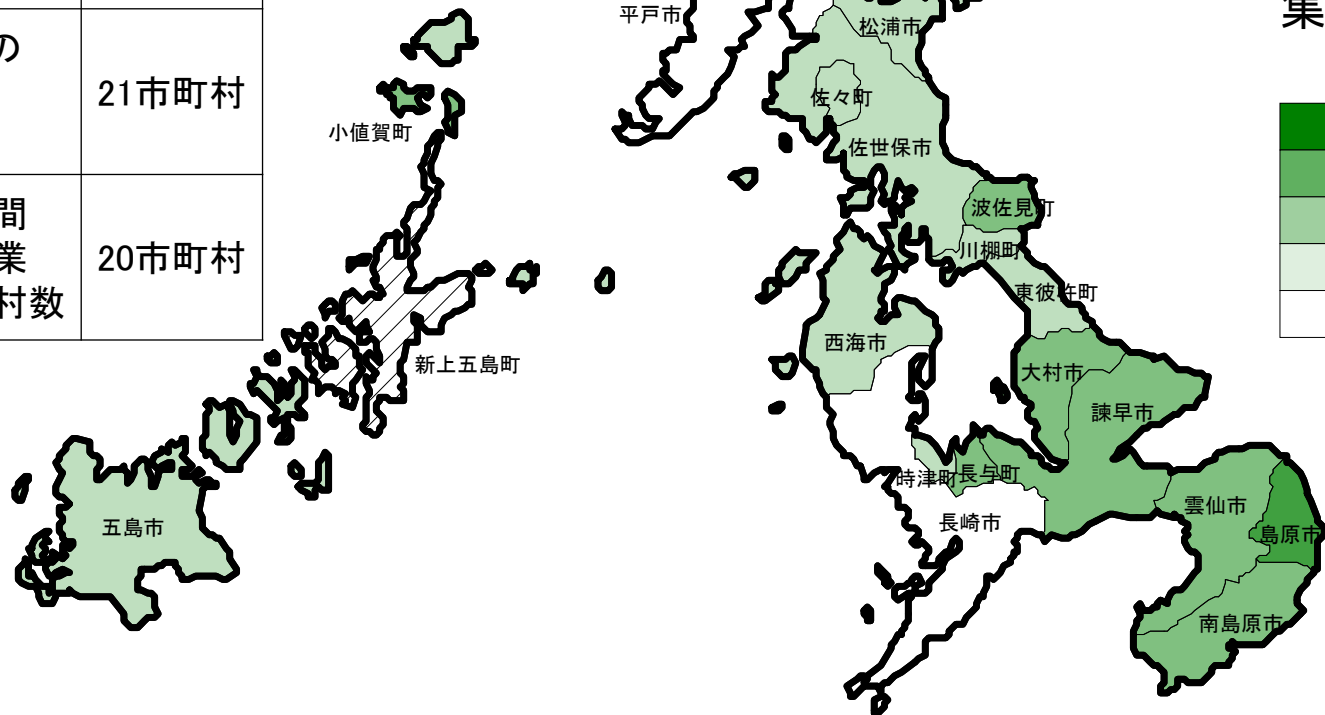 の
21市町村
間
業
村数
20市町村
集
平戸市
松浦市
佐々町
小値賀町
佐世保市
波佐見町
川棚町
東彼杵町
西海市
新上五島町
大村市
諫早市
時津町
長与町
長崎市
雲仙市
島原市
五島市
南島原市